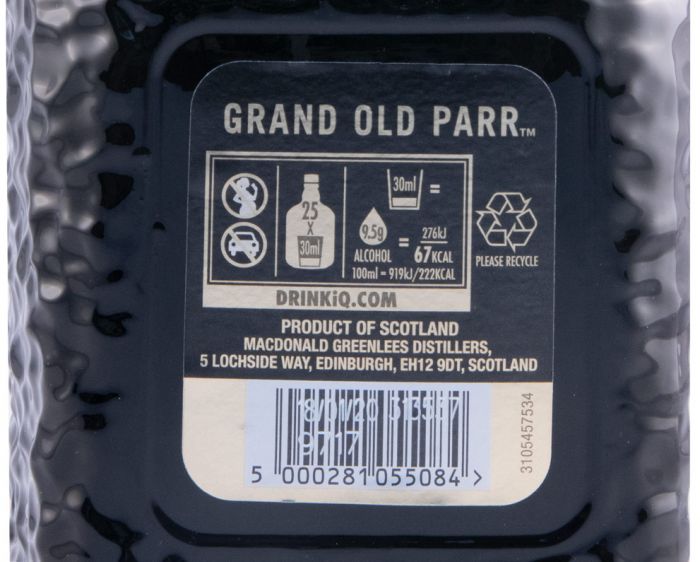 GRAND OLD PARR™
25
X
30ml
30ml =
9.5g
ALCOHOL = 276kJ
67KCAL
100ml = 919kJ/222KCAL
PLEASE RECYCLE
DRINKiQ.COM
PRODUCT OF SCOTLAND
MACDONALD GREENLEES DISTILLERS,
5 LOCHSIDE WAY, EDINBURGH, EH12 9DT, SCOTLAND
9717
5 000281 055084 >
3105457534